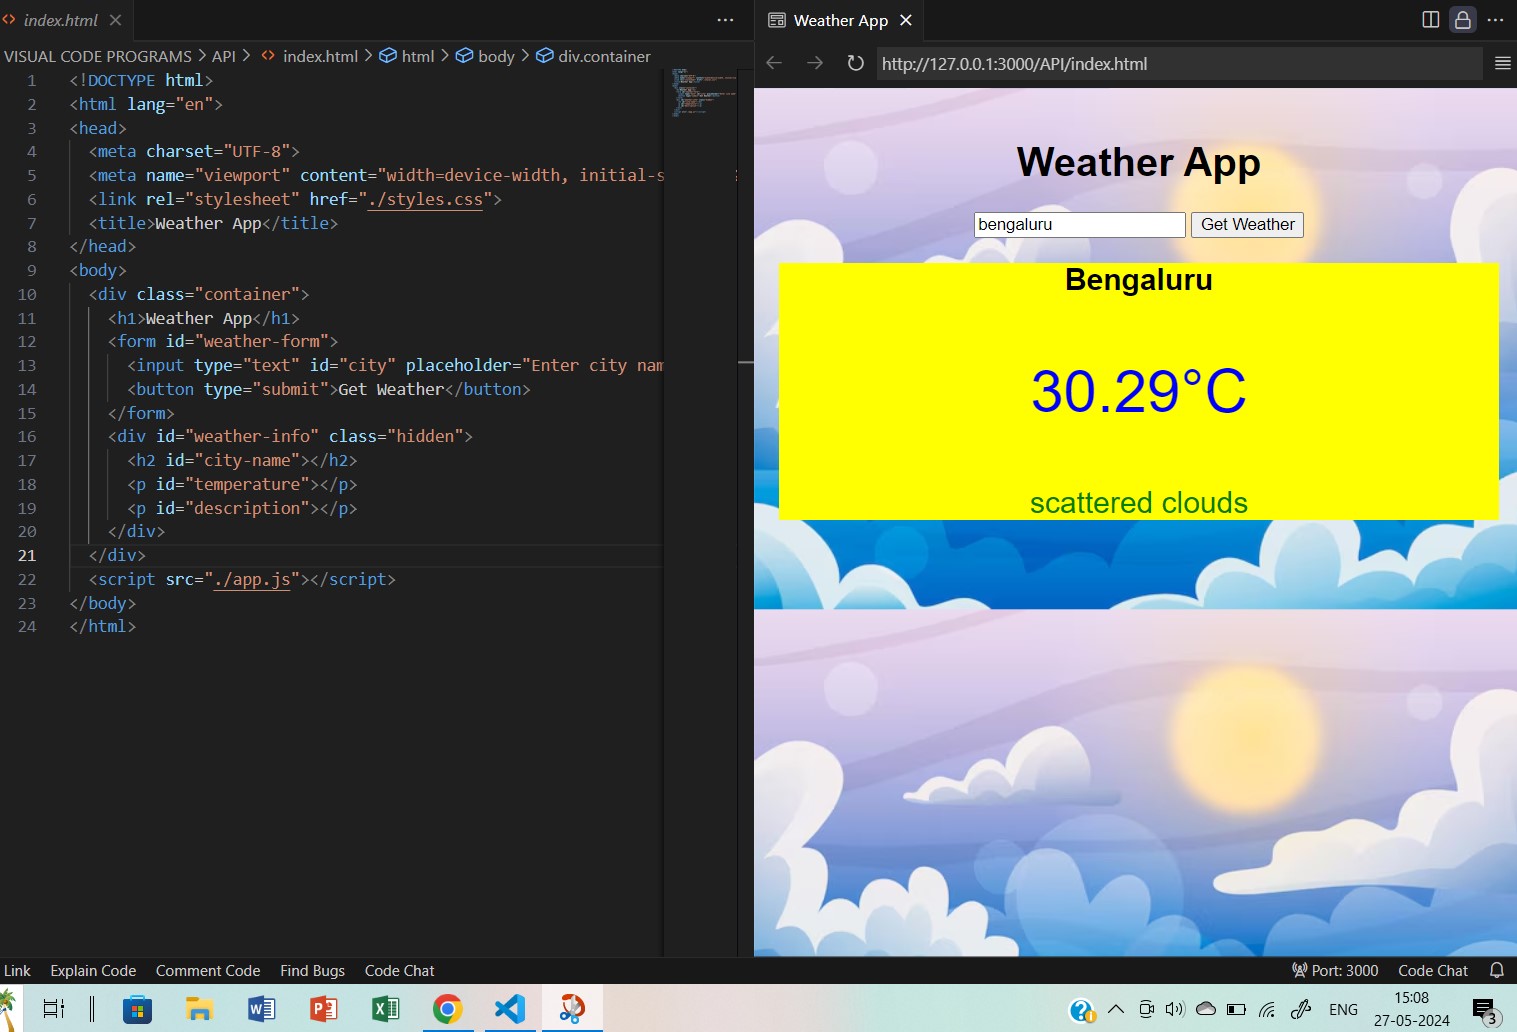 index.html
Weather App
VISUAL CODE PROGRAMS > API > index.html > html > body > div.container
http://127.0.0.1:3000/API/index.html
1 <!DOCTYPE html>
2 <html lang="en">
3 <head>
4 <meta charset="UTF-8">
5 <meta name="viewport" content="width=device-width, initial-s
6 <link rel="stylesheet" href="./styles.css">
7 <title>Weather App</title>
8 </head>
9 <body>
10 <div class="container">
11 <h1>Weather App</h1>
12 <form id="weather-form">
13 <input type="text" id="city" placeholder="Enter city nam
14 <button type="submit">Get Weather</button>
15 </form>
16 <div id="weather-info" class="hidden">
17 <h2 id="city-name"></h2>
18 <p id="temperature"></p>
19 <p id="description"></p>
20 </div>
21 </div>
22 <script src="./app.js"></script>
23 </body>
24 </html>
Weather App
bengaluru Get Weather
Bengaluru
30.29°C
scattered clouds
Link Explain Code Comment Code Find Bugs Code Chat
Port: 3000 Code Chat
ENG
15:08
27-05-2024
3